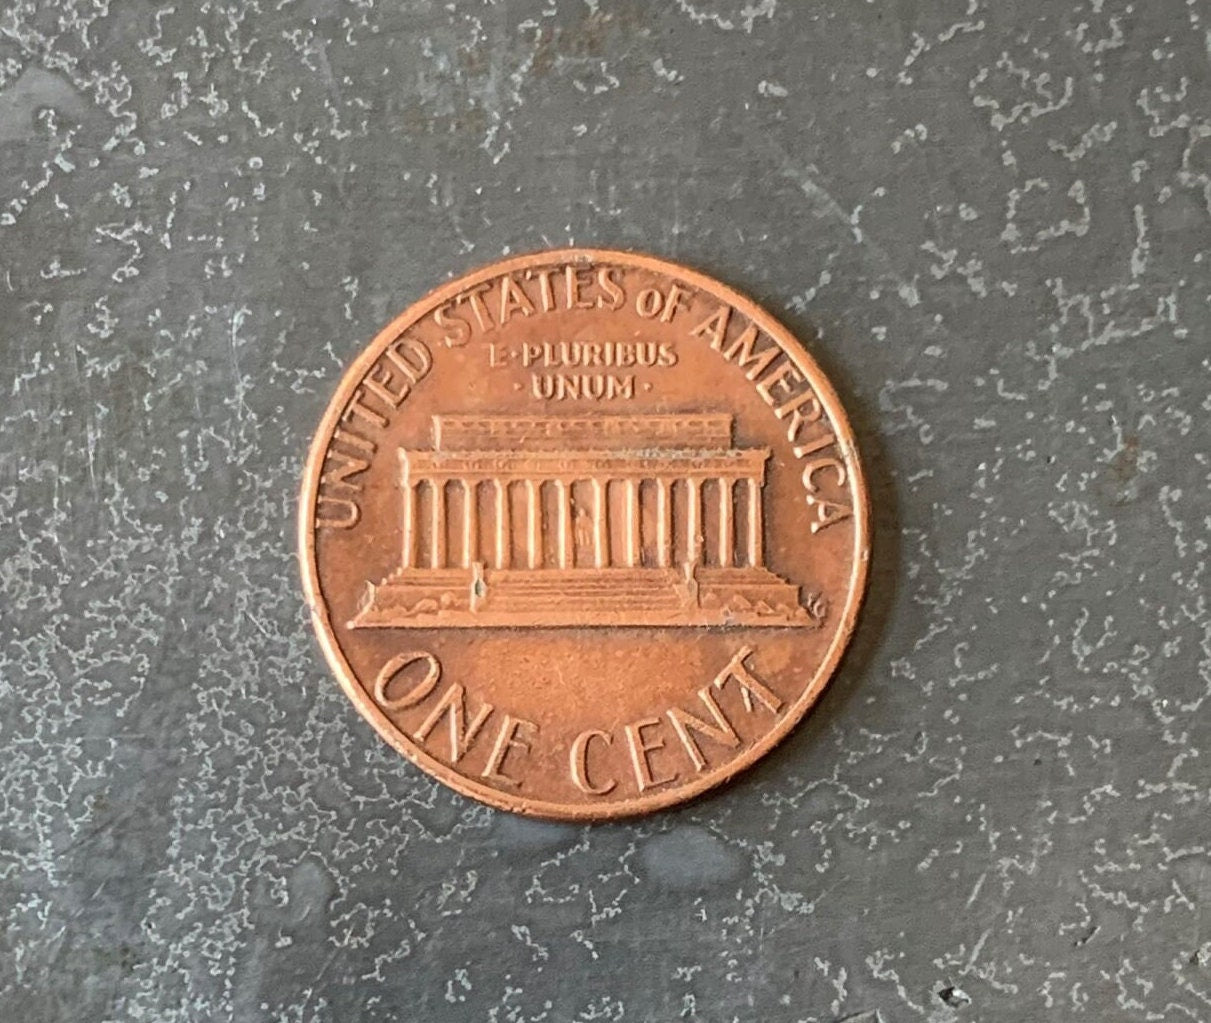 UNITED STATES oF AMERICA
E·PLURIBUS
·UNUM·
ONE CENT